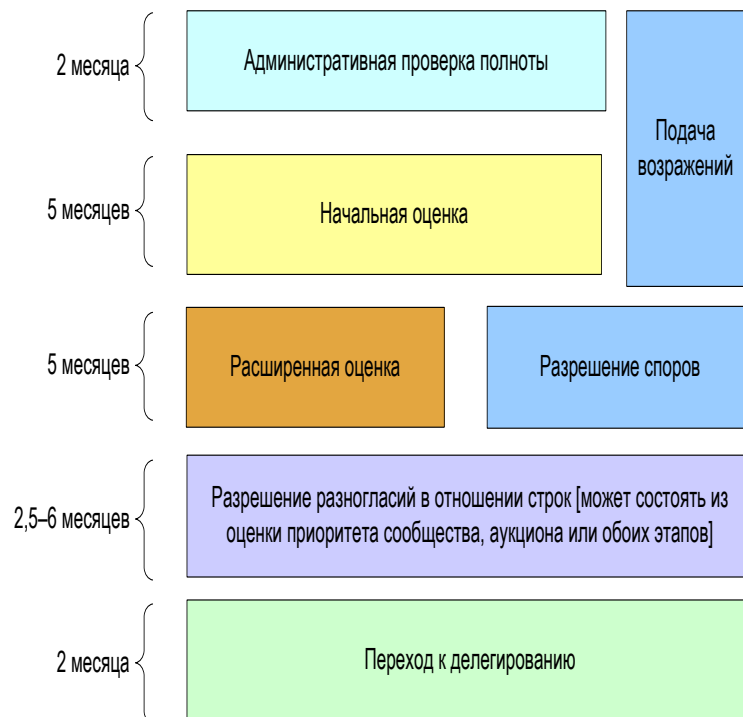 2 месяца
Административная проверка полноты
Подача
возражений
5 месяцев
Начальная оценка
5 месяцев
Расширенная оценка
Разрешение споров
2,5–6 месяцев
Разрешение разногласий в отношении строк [может состоять из
оценки приоритета сообщества, аукциона или обоих этапов]
2 месяца
Переход к делегированию